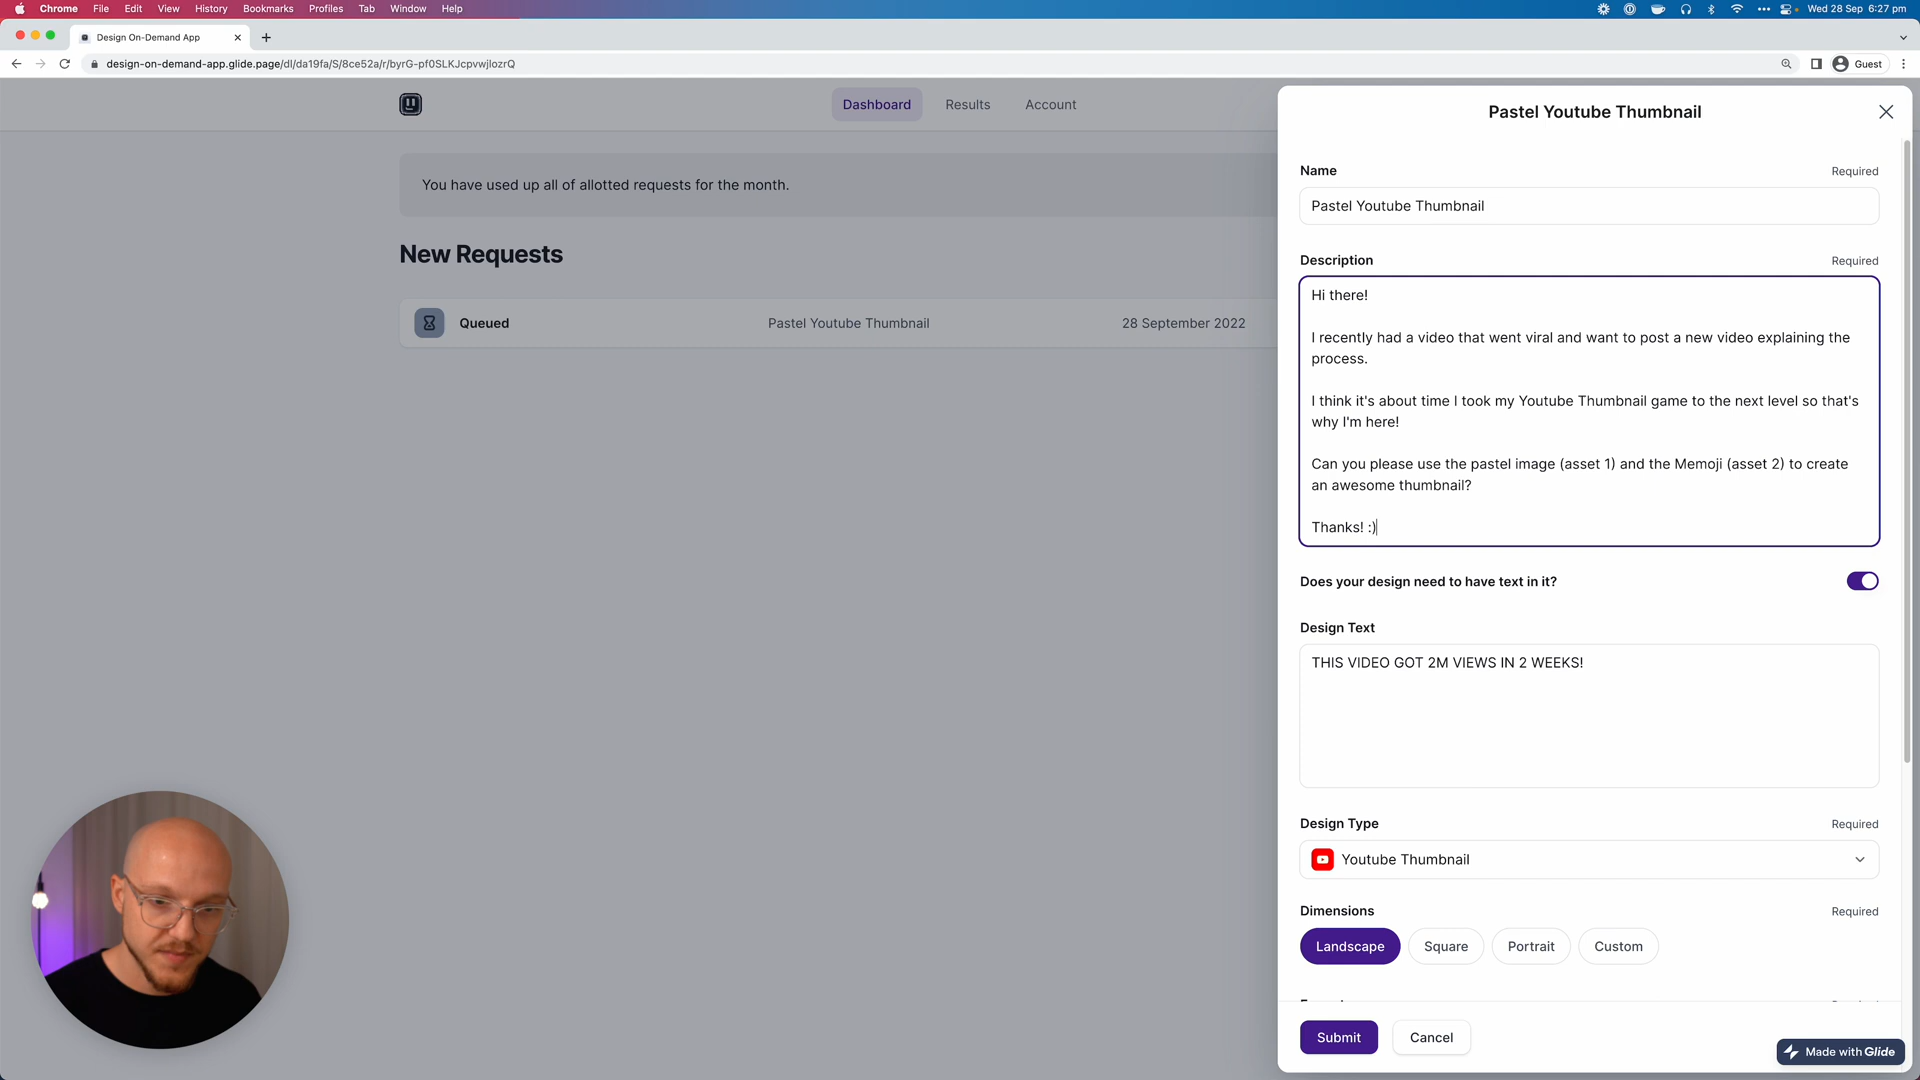 Chrome File Edit View History Bookmarks Profiles Tab Window Help
Wed 28 Sep 6:27 pm
Design On-Demand App
design-on-demand-app.glide.page/dl/da19fa/S/8ce52a/r/byrG-pf0SLKJcpvwjlozrQ
Guest
Dashboard Results Account
You have used up all of allotted requests for the month.
New Requests
Queued Pastel Youtube Thumbnail 28 September 2022
Pastel Youtube Thumbnail
Name Required
Pastel Youtube Thumbnail
Description Required
Hi there!
I recently had a video that went viral and want to post a new video explaining the
process.
I think it's about time I took my Youtube Thumbnail game to the next level so that's
why I'm here!
Can you please use the pastel image (asset 1) and the Memoji (asset 2) to create
an awesome thumbnail?
Thanks! :)
Does your design need to have text in it?
Design Text
THIS VIDEO GOT 2M VIEWS IN 2 WEEKS!
Design Type Required
Youtube Thumbnail
Dimensions Required
Landscape Square Portrait Custom
Submit Cancel
Made with Glide